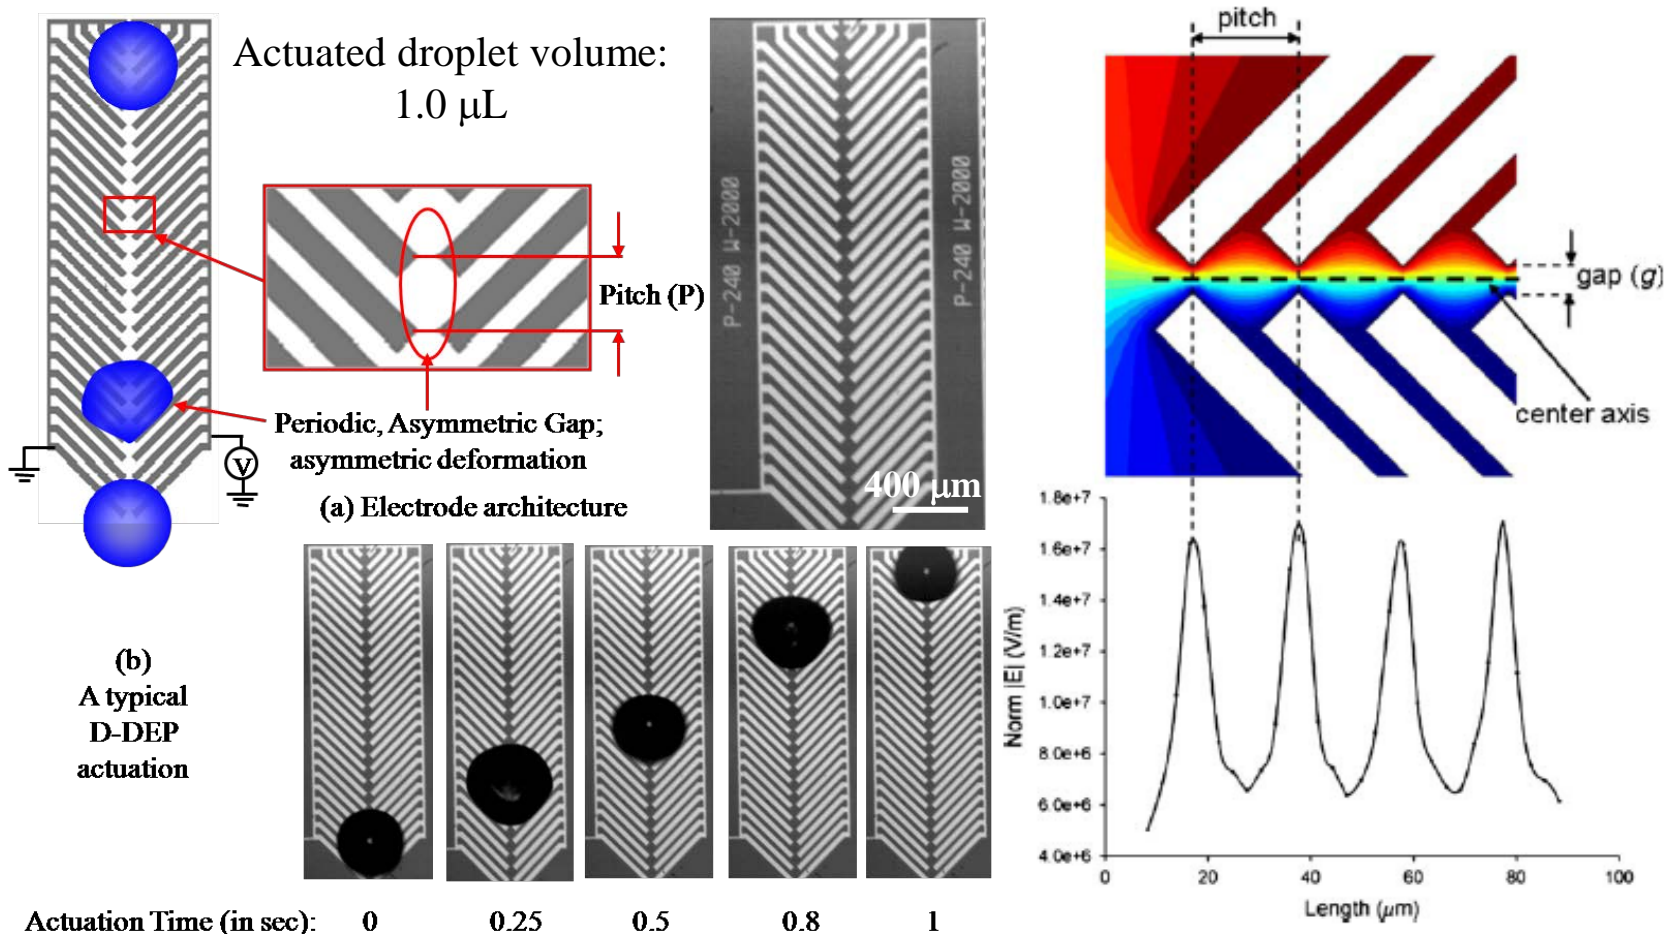 Actuated droplet volume:
1.0 μL
Pitch (P)
Periodic, Asymmetric Gap;
asymmetric deformation
V
(a) Electrode architecture
P-240 W-2000
P-240 W-2000
400 μm
(b)
A typical
D-DEP
actuation
Actuation Time (in sec): 0 0.25 0.5 0.8 1
pitch
gap (g)
center axis
1.8e+7
1.6e+7
1.4e+7
1.2e+7
1.0e+7
8.0e+6
6.0e+6
4.0e+6
Norm |E| (V/m)
0 20 40 60 80 100
Length (μm)